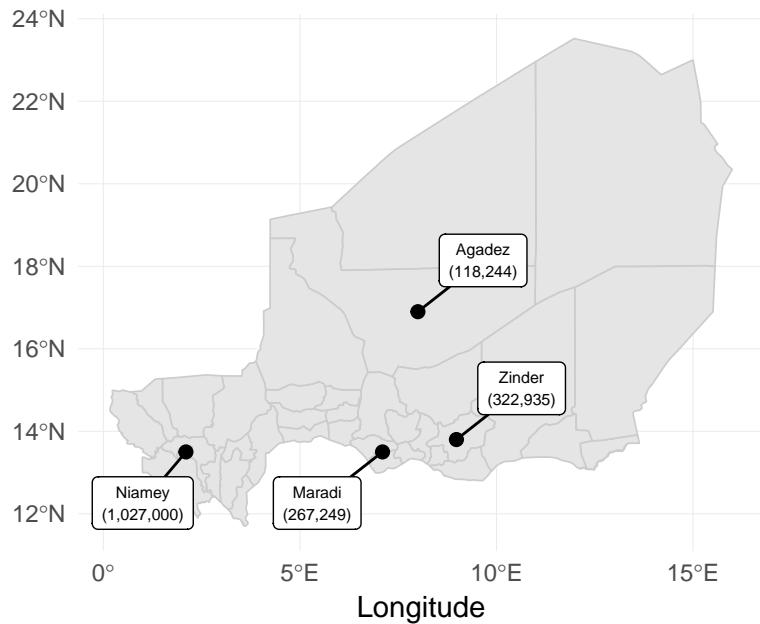 24°N
22°N
20°N
18°N
16°N
14°N
12°N
Agadez
(118,244)
Zinder
(322,935)
Niamey
(1,027,000)
Maradi
(267,249)
0°
5°E
10°E
15°E
Longitude